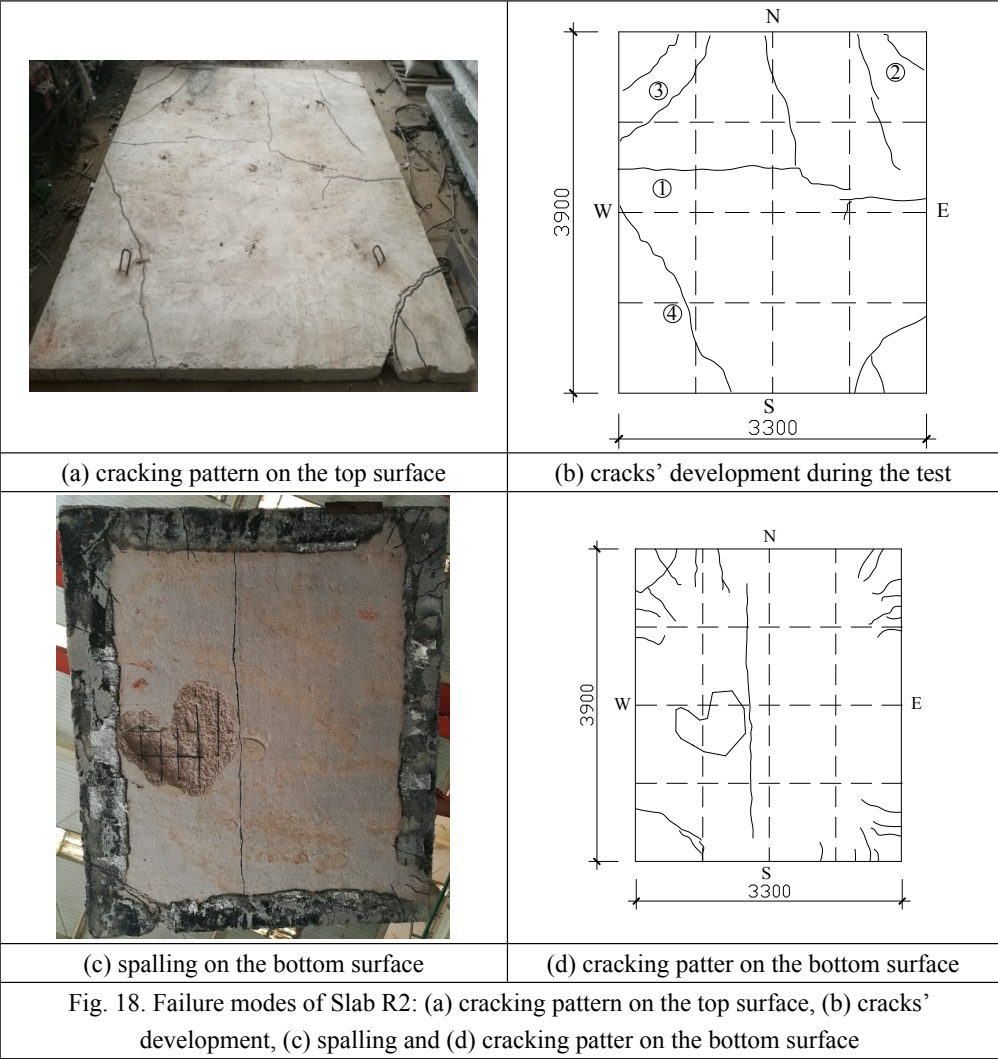 N
②
③
①
W
E
3900
④
S
3300
(a) cracking pattern on the top surface
(b) cracks’ development during the test
N
3900
W
E
S
3300
(c) spalling on the bottom surface
(d) cracking patter on the bottom surface
Fig. 18. Failure modes of Slab R2: (a) cracking pattern on the top surface, (b) cracks’
development, (c) spalling and (d) cracking patter on the bottom surface